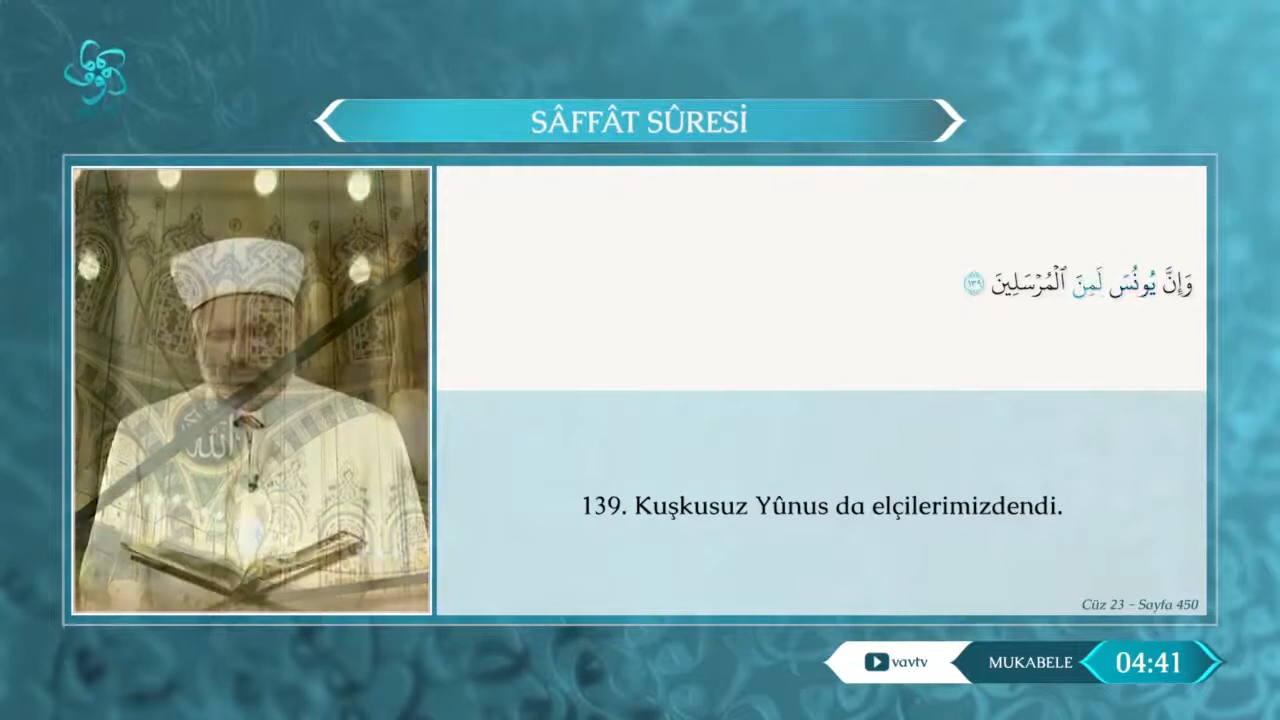 SÂFFÂT SÛRESİ
وَإِنَّ يُونُسَ لَمِنَ ٱلْمُرْسَلِينَ ١٣٩
الله
139. Kuşkusuz Yûnus da elçilerimizdendi.
Cüz 23 - Sayfa 450
vavtv MUKABELE 04:41